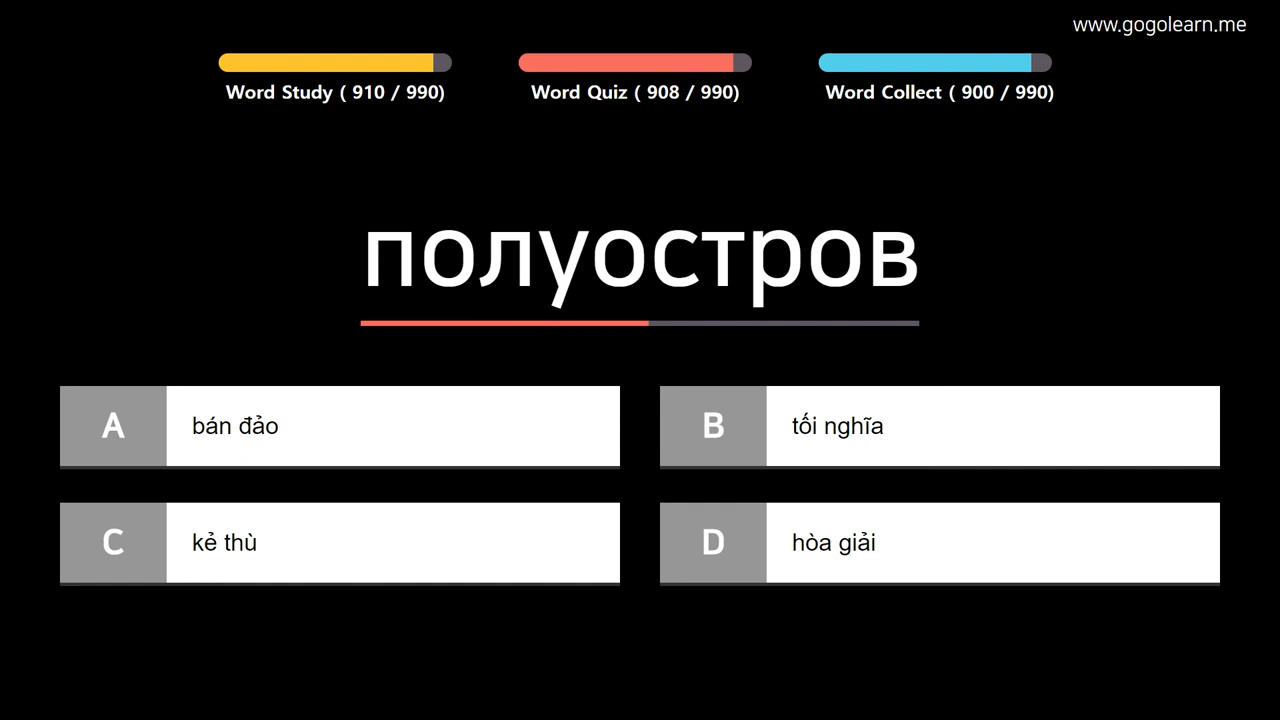 www.gogolearn.me
Word Study ( 910 / 990)
Word Quiz ( 908 / 990)
Word Collect ( 900 / 990)
полуостров
A bán đảo
B tối nghĩa
C kẻ thù
D hòa giải